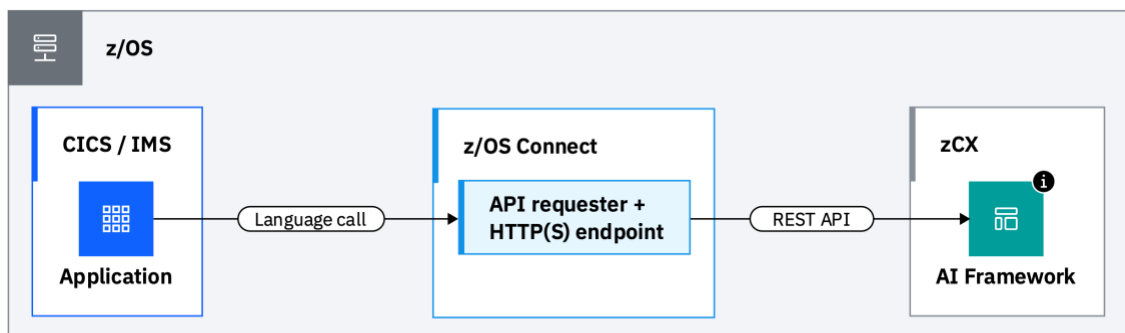 z/OS
CICS / IMS
Application
Language call
z/OS Connect
API requester +
HTTP(S) endpoint
REST API
zCX
i
AI Framework